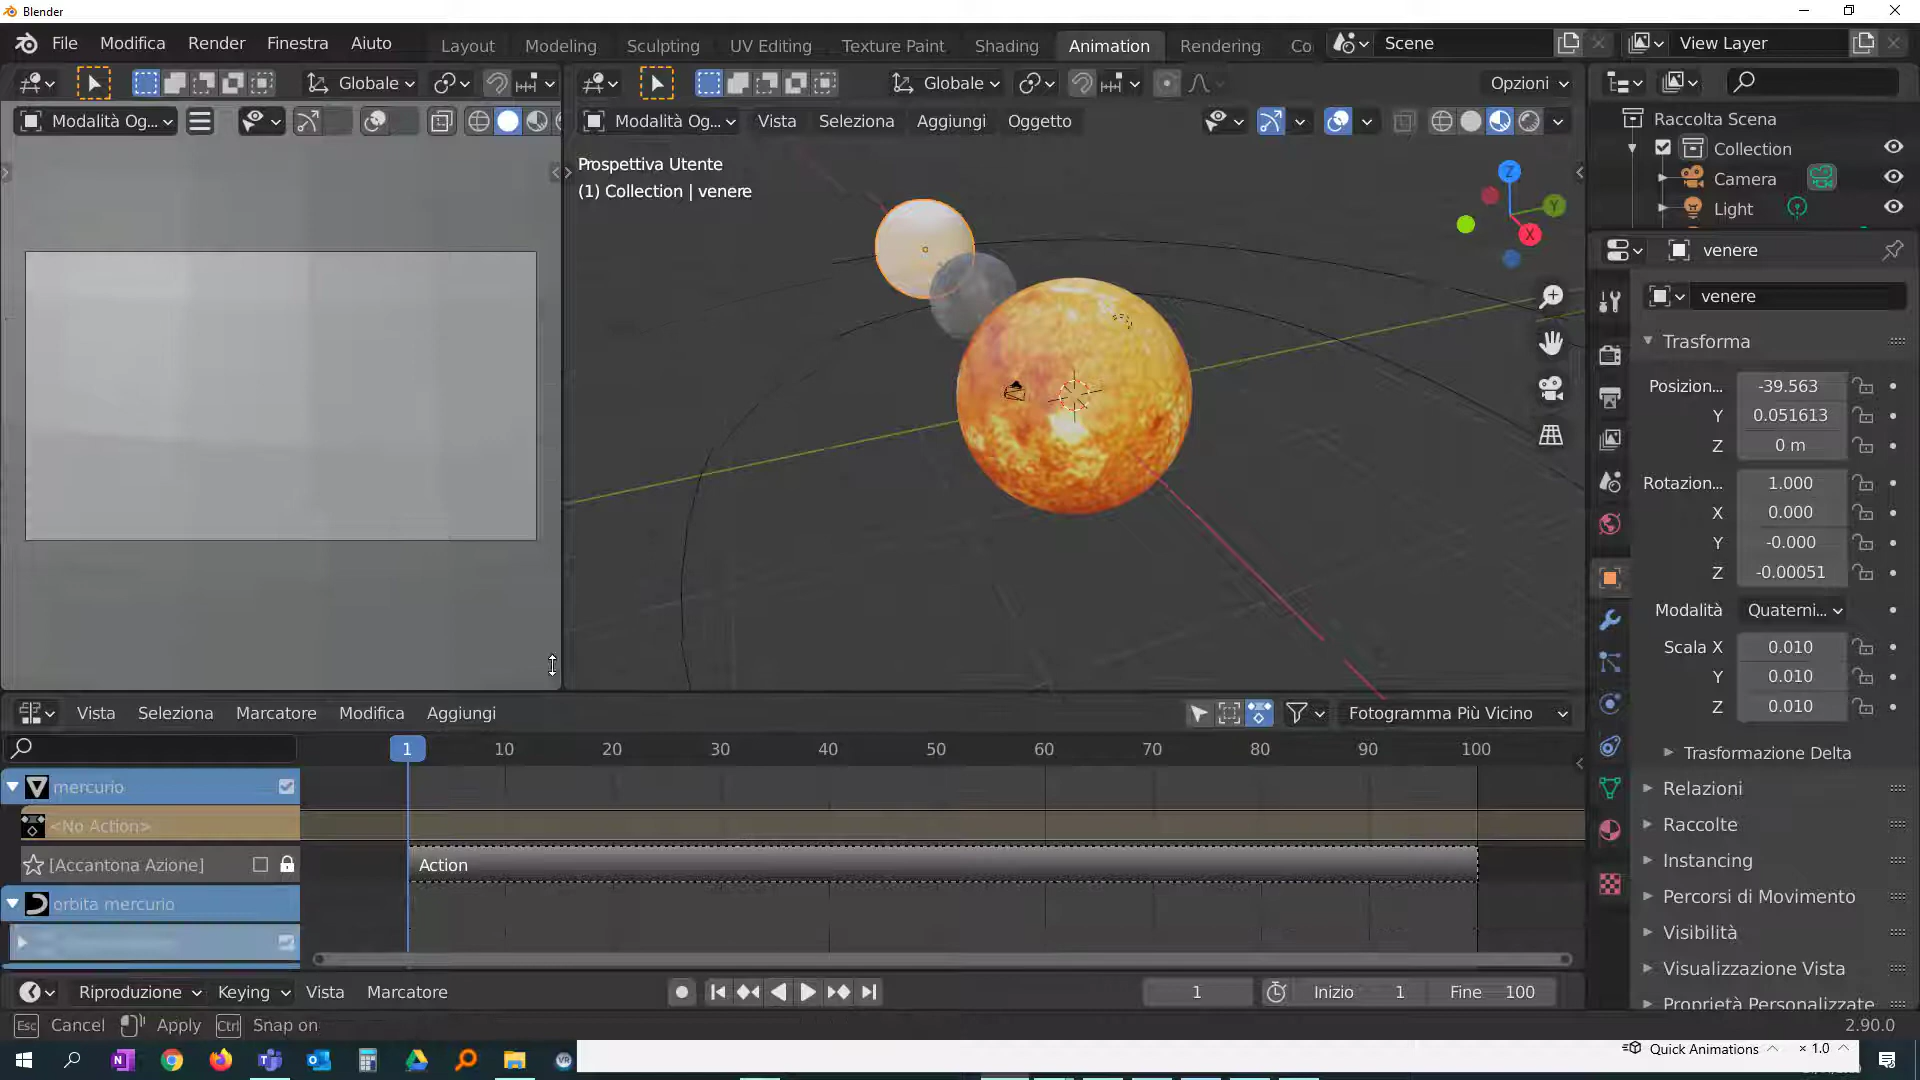 Blender
File Modifica Render Finestra Aiuto Layout Modeling Sculpting UV Editing Texture Paint Shading Animation Rendering Co Scene View Layer
Globale Globale Opzioni
Modalità Og... Modalità Og... Vista Seleziona Aggiungi Oggetto
Raccolta Scena
Collection
Camera
Light
Prospettiva Utente
(1) Collection | venere
Z
Y
X
venere
venere
Trasforma
Posizion... -39.563
Y 0.051613
Z 0 m
Rotazion... 1.000
X 0.000
Y -0.000
Z -0.00051
Modalità Quaterni...
Scala X 0.010
Y 0.010
Z 0.010
Trasformazione Delta
Relazioni
Raccolte
Instancing
Percorsi di Movimento
Visibilità
Visualizzazione Vista
Proprietà Personalizzate
Vista Seleziona Marcatore Modifica Aggiungi Fotogramma Più Vicino
1 10 20 30 40 50 60 70 80 90 100
mercurio
<No Action>
[Accantona Azione] Action
orbita mercurio
Riproduzione Keying Vista Marcatore 1 Inizio 1 Fine 100
Esc Cancel Apply Ctrl Snap on 2.90.0
Quick Animations × 1.0